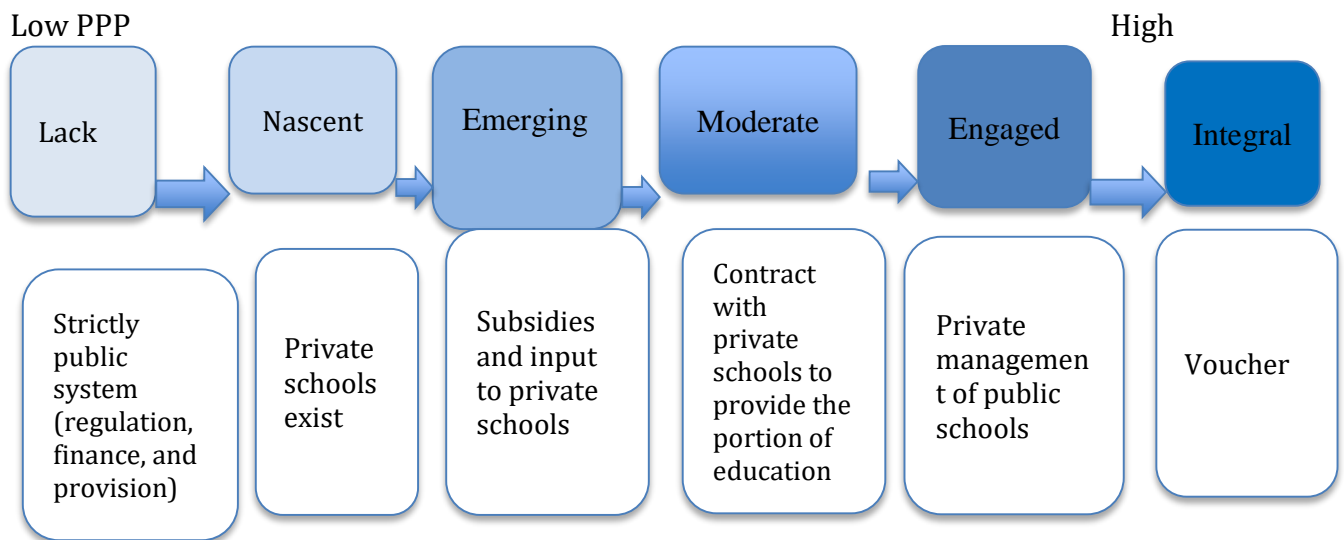 Low PPP
High
Lack
Nascent
Emerging
Moderate
Engaged
Integral
Strictly
public
system
(regulation,
finance, and
provision)
Private
schools
exist
Subsidies
and input
to private
schools
Contract
with
private
schools to
provide the
portion of
education
Private
managemen
t of public
schools
Voucher